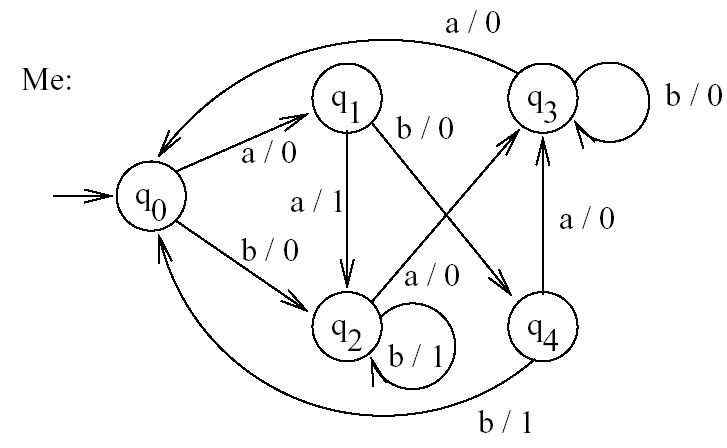 a / 0
Me:
q1
q3
b / 0
b / 0
a / 0
q0
a / 1
a / 0
b / 0
a / 0
q2
b / 1
q4
b / 1